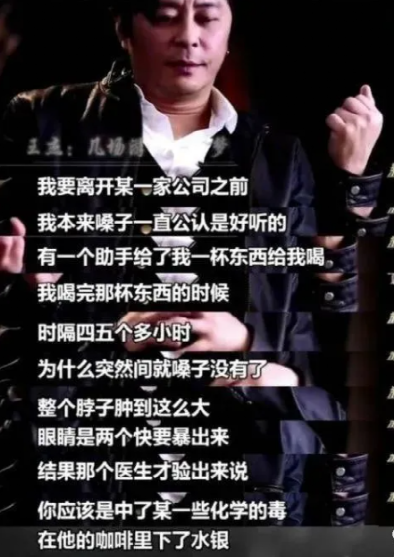 王杰：几场
我要离开某一家公司之前
我本来嗓子一直公认是好听的
有一个助手给了我一杯东西给我喝
我喝完那杯东西的时候
时隔四五个多小时
为什么突然间就嗓子没有了
整个脖子肿到这么大
眼睛是两个快要暴出来
结果那个医生才验出来说
你应该是中了某一些化学的毒
在他的咖啡里下了水银